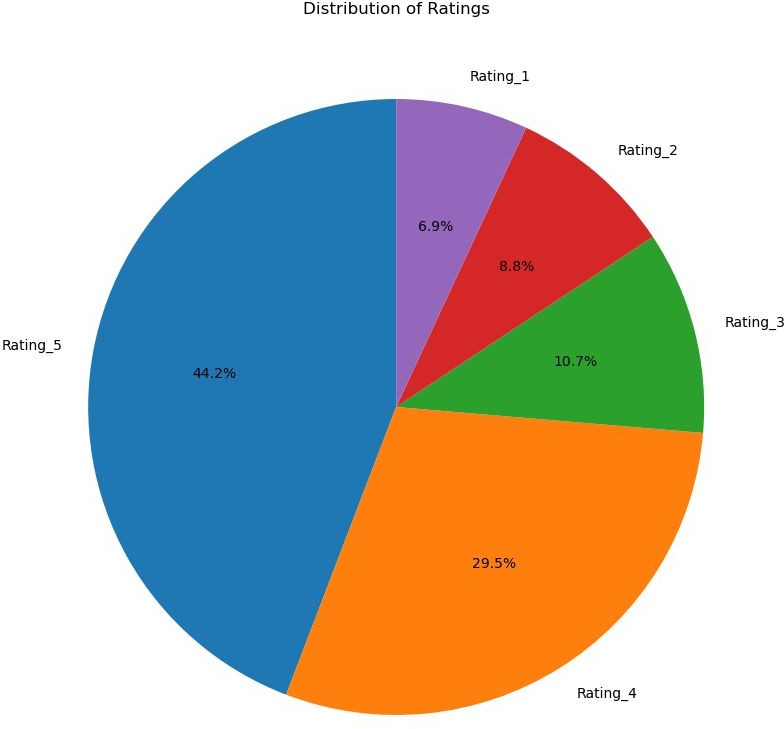 Distribution of Ratings
Rating_1
Rating_2
6.9%
8.8%
Rating_3
Rating_5
10.7%
44.2%
29.5%
Rating_4